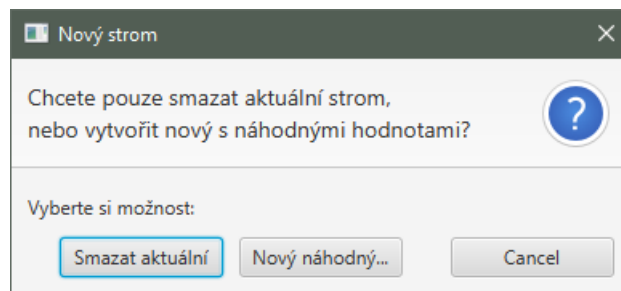 Nový strom
Chcete pouze smazat aktuální strom,
nebo vytvořit nový s náhodnými hodnotami?
?
Vyberte si možnost:
Smazat aktuální
Nový náhodný...
Cancel